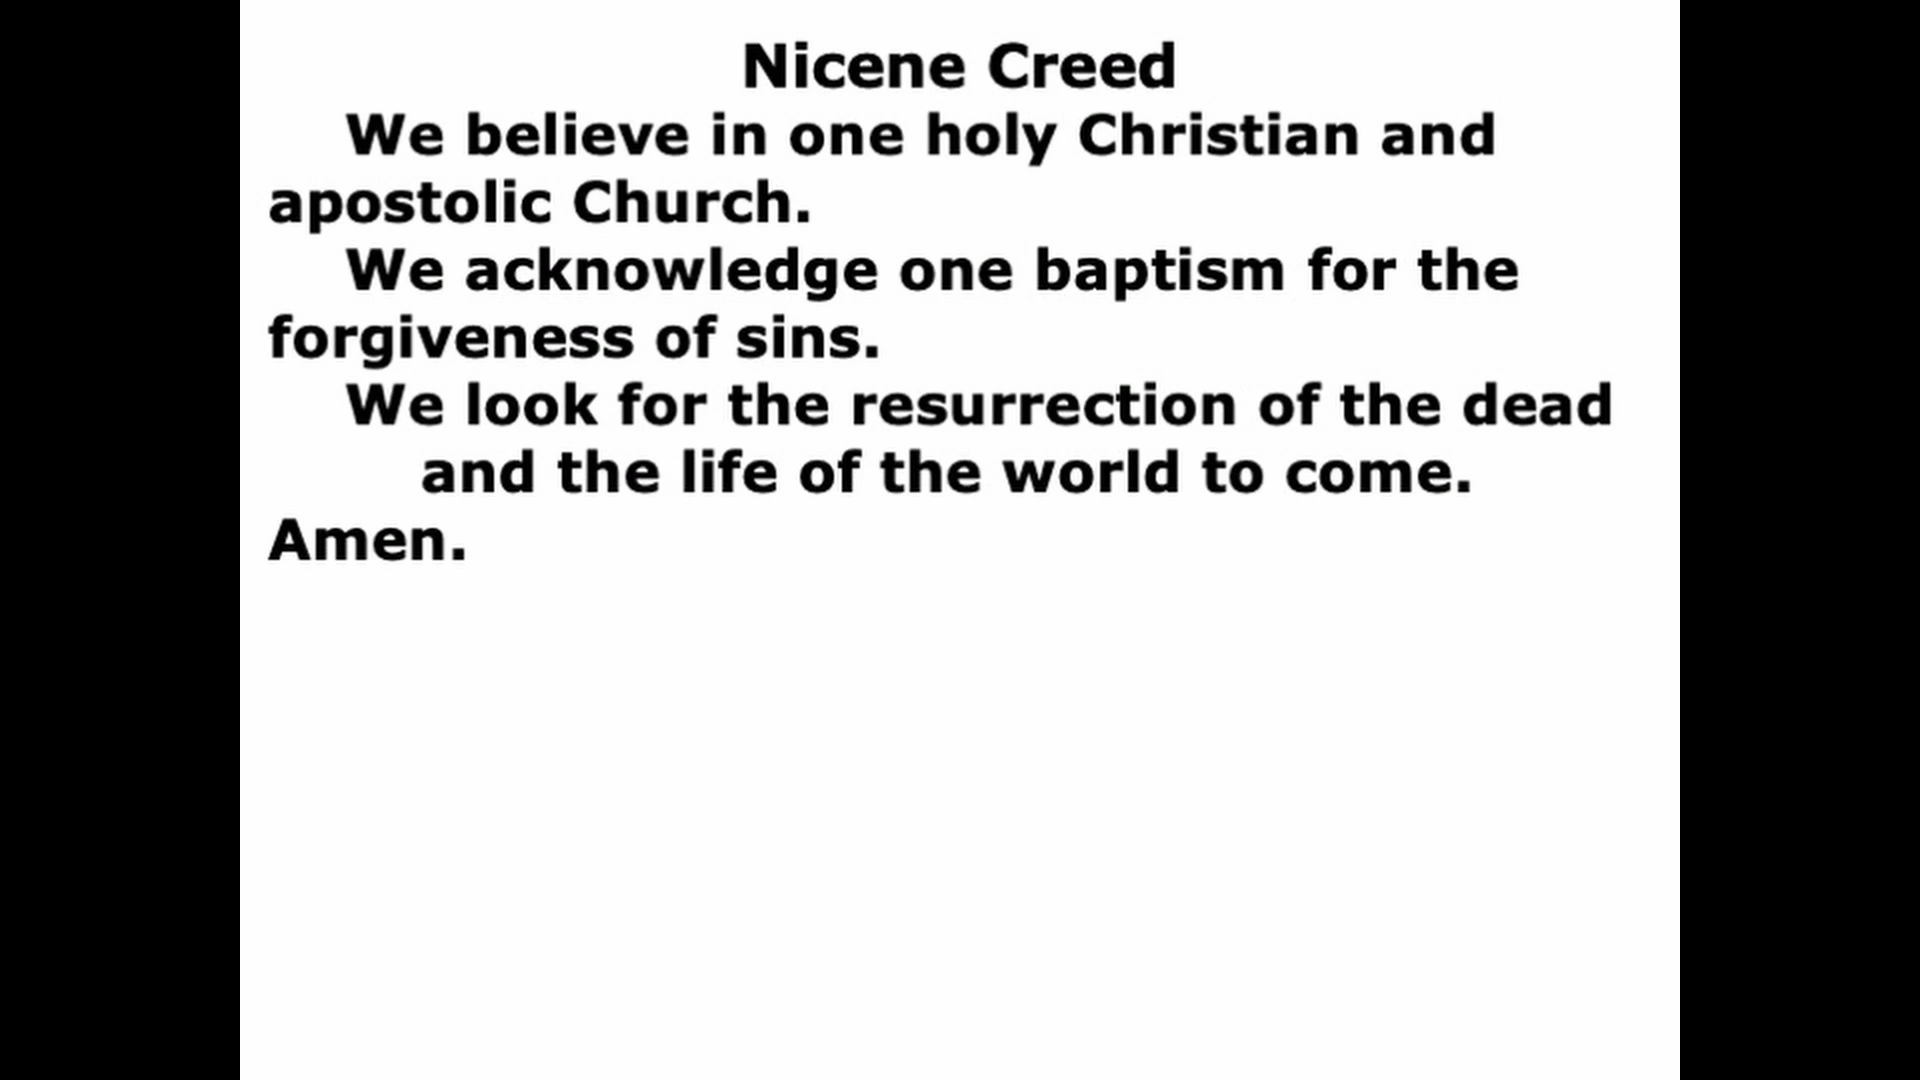 Nicene Creed
We believe in one holy Christian and
apostolic Church.
We acknowledge one baptism for the
forgiveness of sins.
We look for the resurrection of the dead
and the life of the world to come.
Amen.